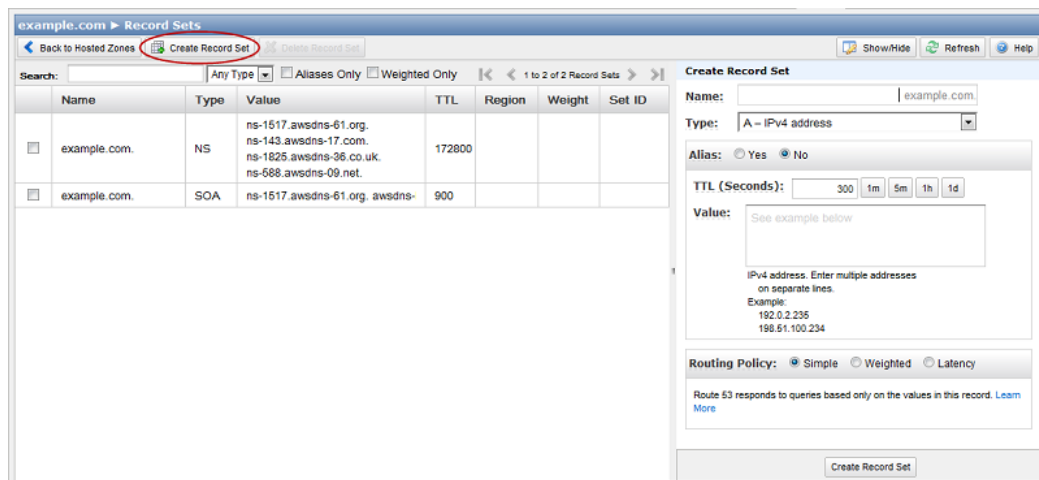 example.com ► Record Sets
Back to Hosted Zones Create Record Set Delete Record Set Show/Hide Refresh Help
Search: Any Type Aliases Only Weighted Only 1 to 2 of 2 Record Sets
Name Type Value TTL Region Weight Set ID
example.com. NS ns-1517.awsdns-61.org. 172800
ns-143.awsdns-17.com.
ns-1825.awsdns-36.co.uk.
ns-588.awsdns-09.net.
example.com. SOA ns-1517.awsdns-61.org. awsdns- 900
Create Record Set
Name: example.com.
Type: A – IPv4 address
Alias: Yes No
TTL (Seconds): 300 1m 5m 1h 1d
Value: See example below
IPv4 address. Enter multiple addresses
on separate lines.
Example:
192.0.2.235
198.51.100.234
Routing Policy: Simple Weighted Latency
Route 53 responds to queries based only on the values in this record. Learn
More
Create Record Set